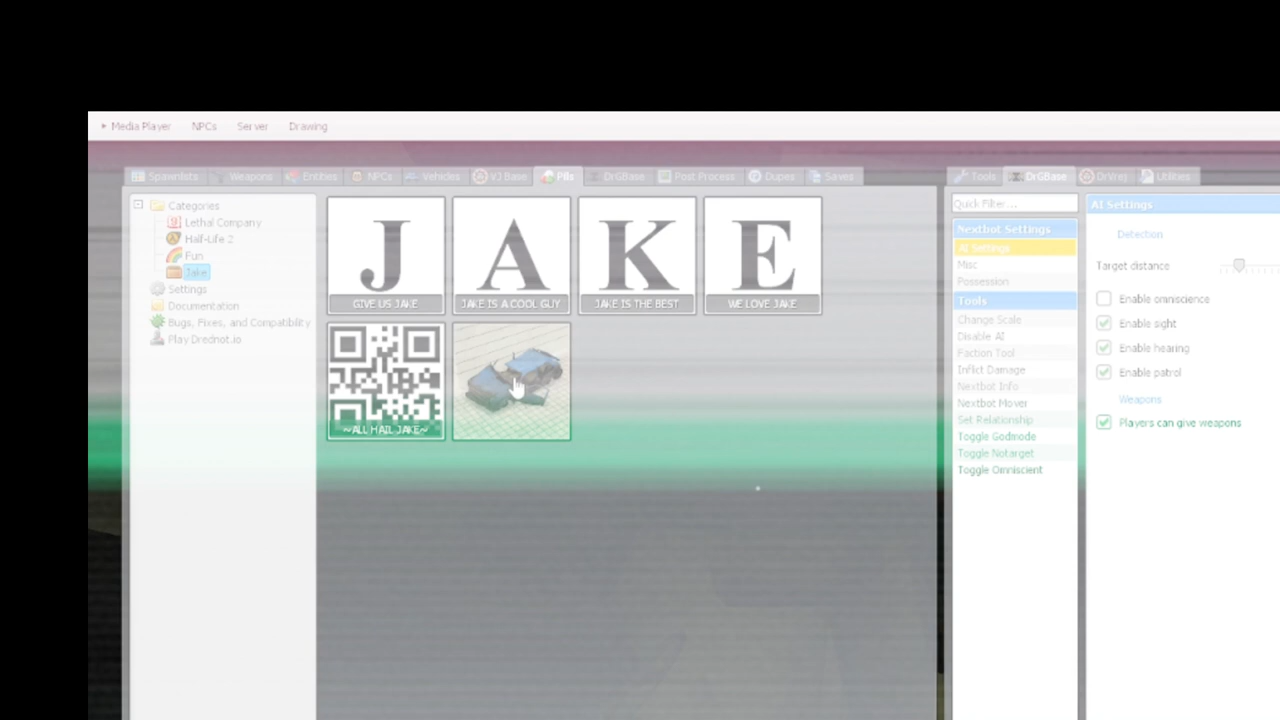 Media Player NPCs Server Drawing
Spawnlists Weapons Entities NPCs Vehicles VJ Base Pills DrGBase Post Process Dupes Saves
Tools DrGBase DrVrej Utilities
Categories
Lethal Company
Half-Life 2
Fun
Jake
Settings
Documentation
Bugs, Fixes, and Compatibility
Play Drednot.io
J
GIVE US JAKE
A
JAKE IS A COOL GUY
K
JAKE IS THE BEST
E
WE LOVE JAKE
~ALL HAIL JAKE~
Quick Filter...
Nextbot Settings
AI Settings
Misc
Possession
Tools
Change Scale
Disable AI
Faction Tool
Inflict Damage
Nextbot Info
Nextbot Mover
Set Relationship
Toggle Godmode
Toggle Notarget
Toggle Omniscient
AI Settings
Detection
Target distance
Enable omniscience
Enable sight
Enable hearing
Enable patrol
Weapons
Players can give weapons